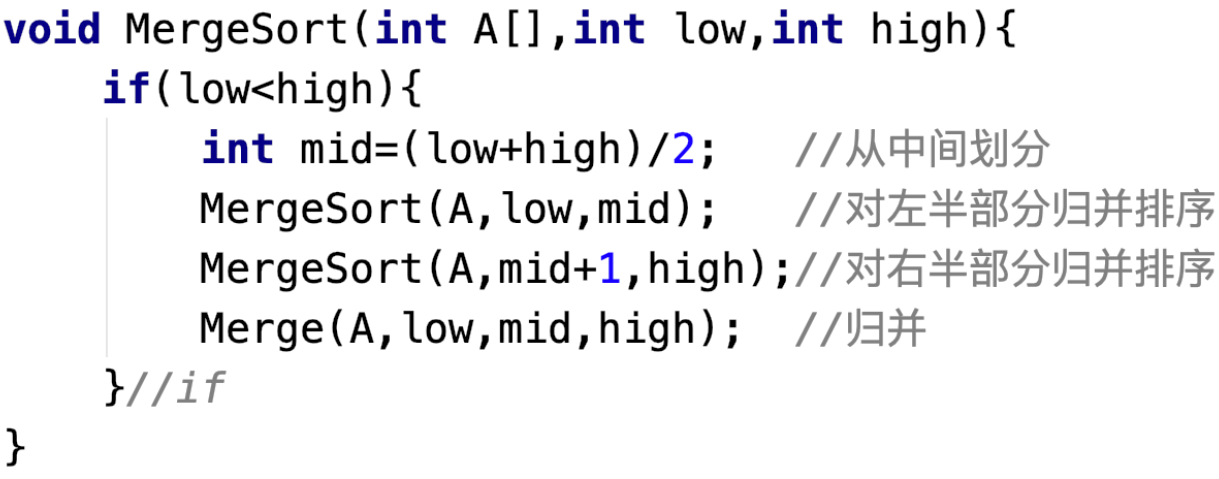 void MergeSort(int A[],int low,int high){
    if(low<high){
        int mid=(low+high)/2;   //从中间划分
        MergeSort(A,low,mid);   //对左半部分归并排序
        MergeSort(A,mid+1,high);//对右半部分归并排序
        Merge(A,low,mid,high);  //归并
    }//if
}